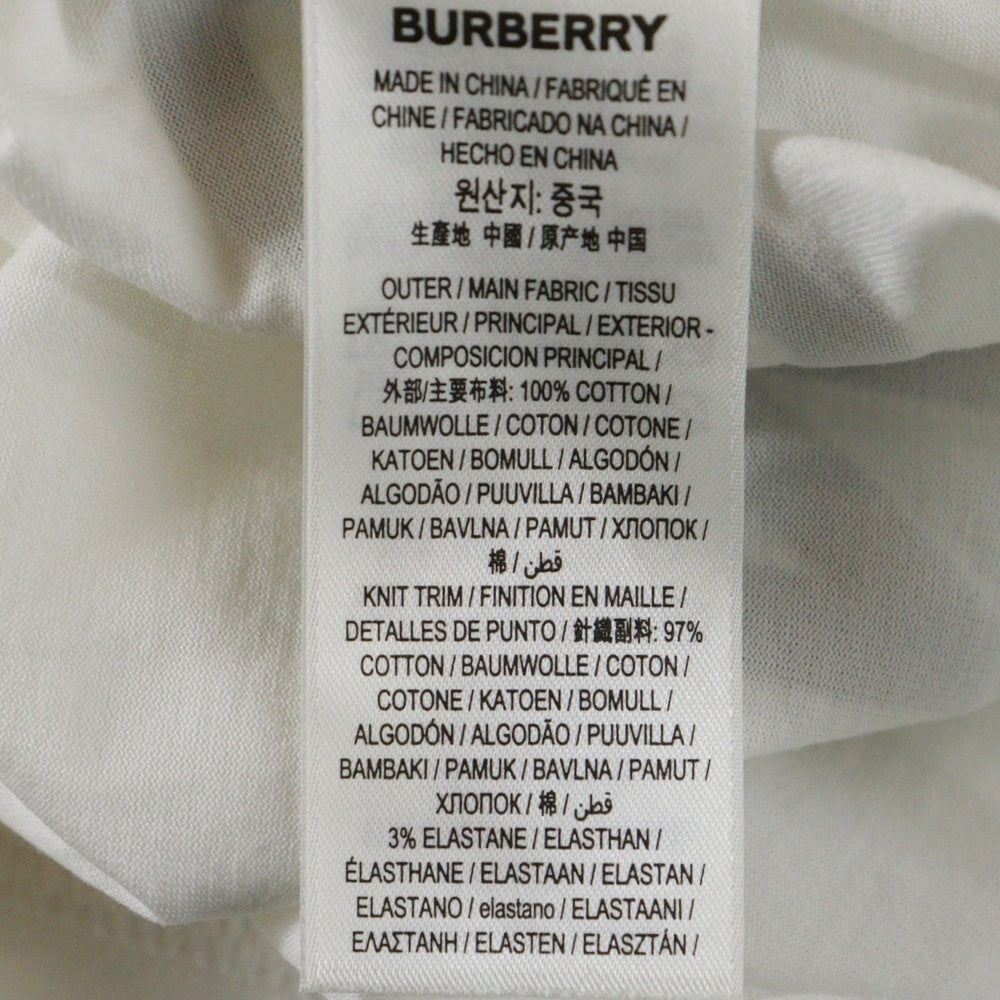 BURBERRY
MADE IN CHINA / FABRIQUÉ EN
CHINE / FABRICADO NA CHINA /
HECHO EN CHINA
원산지: 중국
生產地 中國 / 原产地 中国
OUTER / MAIN FABRIC / TISSU
EXTÉRIEUR / PRINCIPAL / EXTERIOR -
COMPOSICION PRINCIPAL /
外部/主要布料: 100% COTTON /
BAUMWOLLE / COTON / COTONE /
KATOEN / BOMULL / ALGODÓN /
ALGODÃO / PUUVILLA / BAMBAKI /
PAMUK / BAVLNA / PAMUT / ХЛОПОК /
棉 / قطن
KNIT TRIM / FINITION EN MAILLE /
DETALLES DE PUNTO / 針織副料: 97%
COTTON / BAUMWOLLE / COTON /
COTONE / KATOEN / BOMULL /
ALGODÓN / ALGODÃO / PUUVILLA /
BAMBAKI / PAMUK / BAVLNA / PAMUT /
ХЛОПОК / 棉 / قطن
3% ELASTANE / ELASTHAN /
ÉLASTHANE / ELASTAAN / ELASTAN /
ELASTANO / elastano / ELASTAANI /
ΕΛΑΣΤΑΝΗ / ELASTEN / ELASZTÁN /